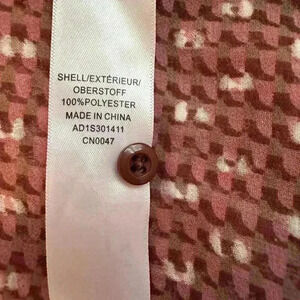 SHELL/EXTÉRIEUR/
OBERSTOFF
100%POLYESTER
MADE IN CHINA
AD1S301411
CN0047